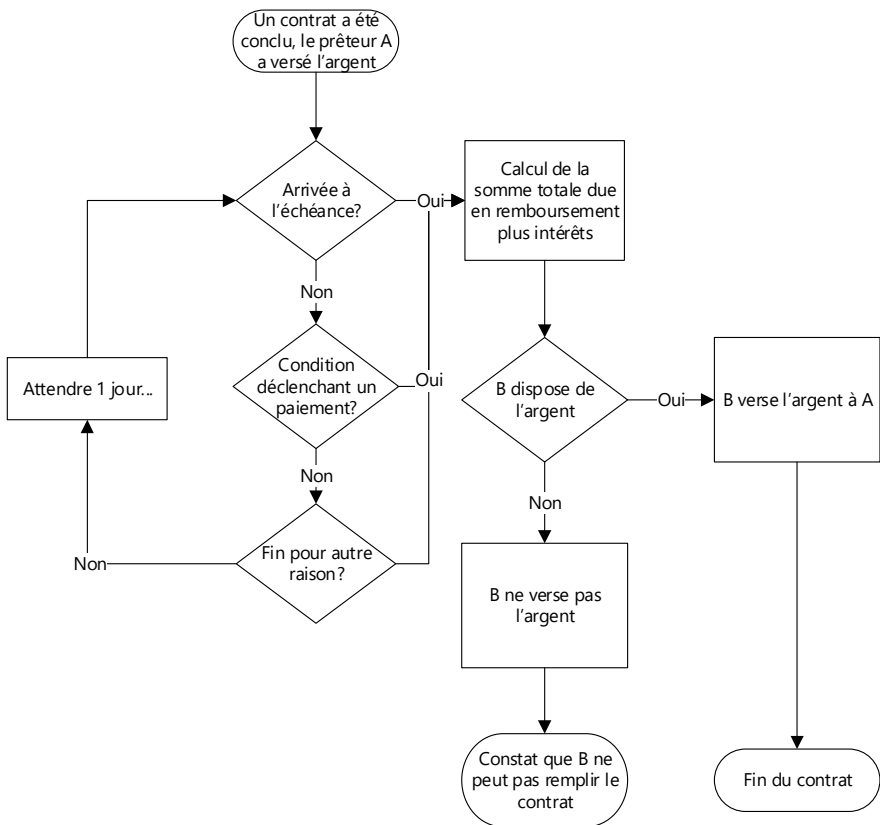 Un contrat a été
conclu, le prêteur A
a versé l'argent
Arrivée à
l'échéance?
Oui
Calcul de la
somme totale due
en remboursement
plus intérêts
Non
Attendre 1 jour...
Condition
déclenchant un
paiement?
Oui
B dispose de
l'argent
Oui
B verse l'argent à A
Non
Non
Fin pour autre
raison?
Non
B ne verse pas
l'argent
Constat que B ne
peut pas remplir le
contrat
Fin du contrat